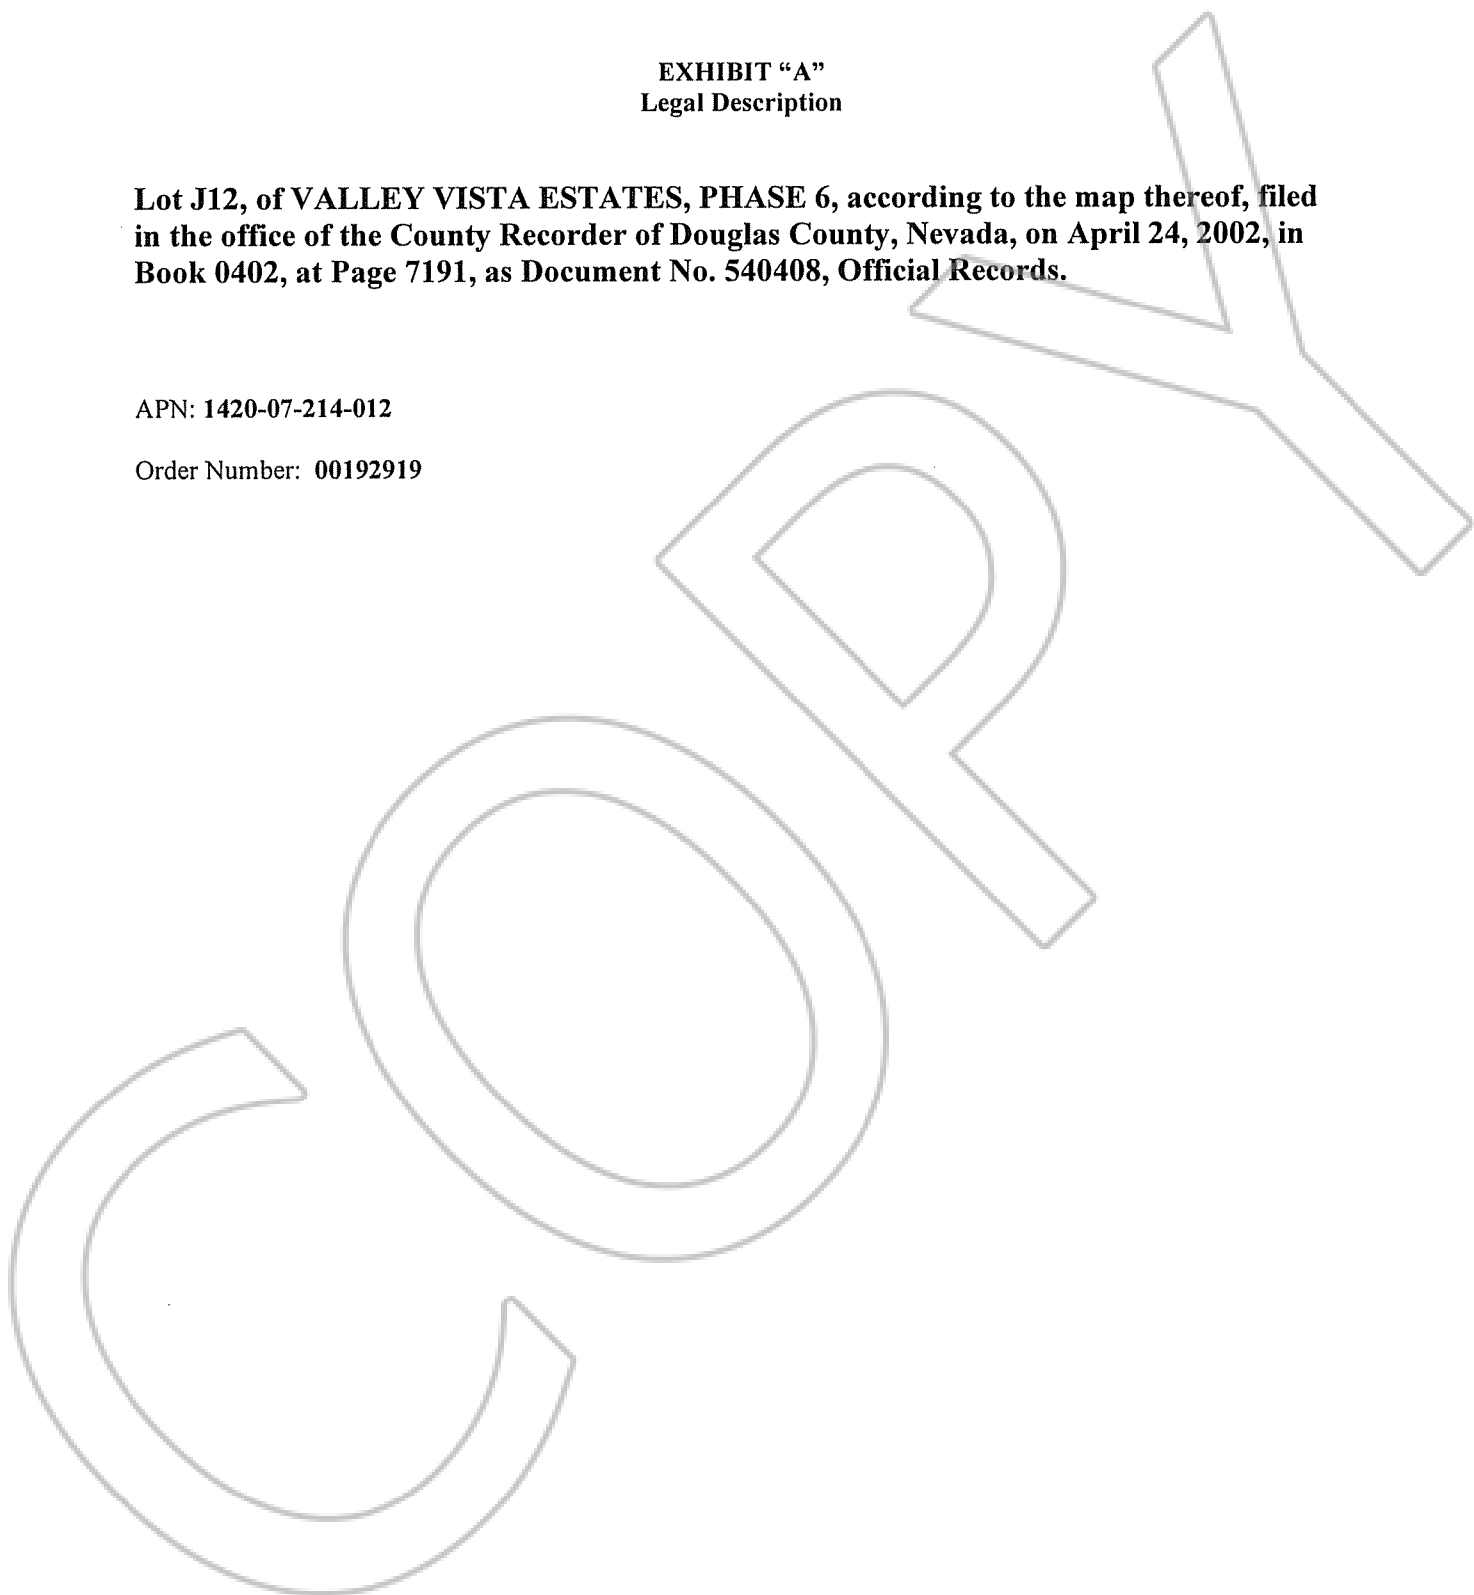 EXHIBIT “A”
Legal Description
Lot J12, of VALLEY VISTA ESTATES, PHASE 6, according to the map thereof, filed
in the office of the County Recorder of Douglas County, Nevada, on April 24, 2002, in
Book 0402, at Page 7191, as Document No. 540408, Official Records.
APN: 1420-07-214-012
Order Number: 00192919
COPY